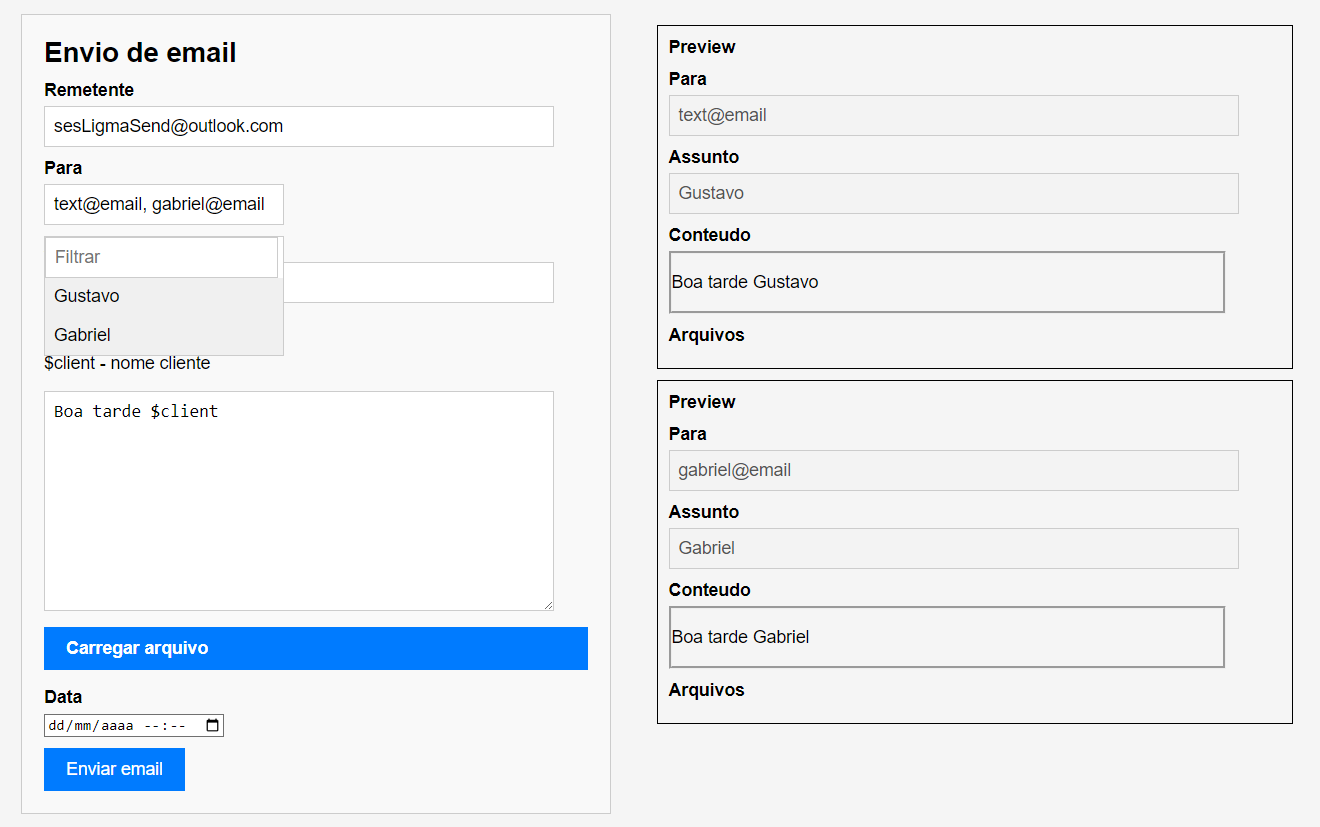 Envio de email
Remetente
sesLigmaSend@outlook.com
Para
text@email, gabriel@email
Filtrar
Gustavo
Gabriel
$client - nome cliente
Boa tarde $client
Carregar arquivo
Data
dd/mm/aaaa --:--
Enviar email
Preview
Para
text@email
Assunto
Gustavo
Conteudo
Boa tarde Gustavo
Arquivos
Preview
Para
gabriel@email
Assunto
Gabriel
Conteudo
Boa tarde Gabriel
Arquivos